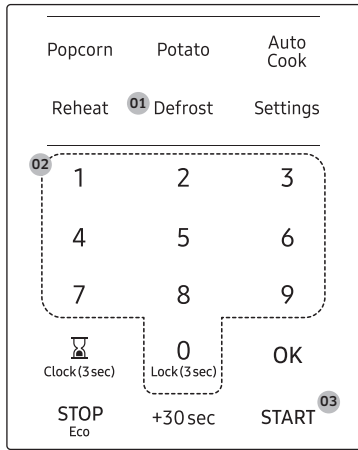 Popcorn Potato Auto Cook
Reheat 01 Defrost Settings
02
1 2 3
4 5 6
7 8 9
Clock(3 sec) 0 Lock(3 sec) OK
STOP Eco +30 sec START 03